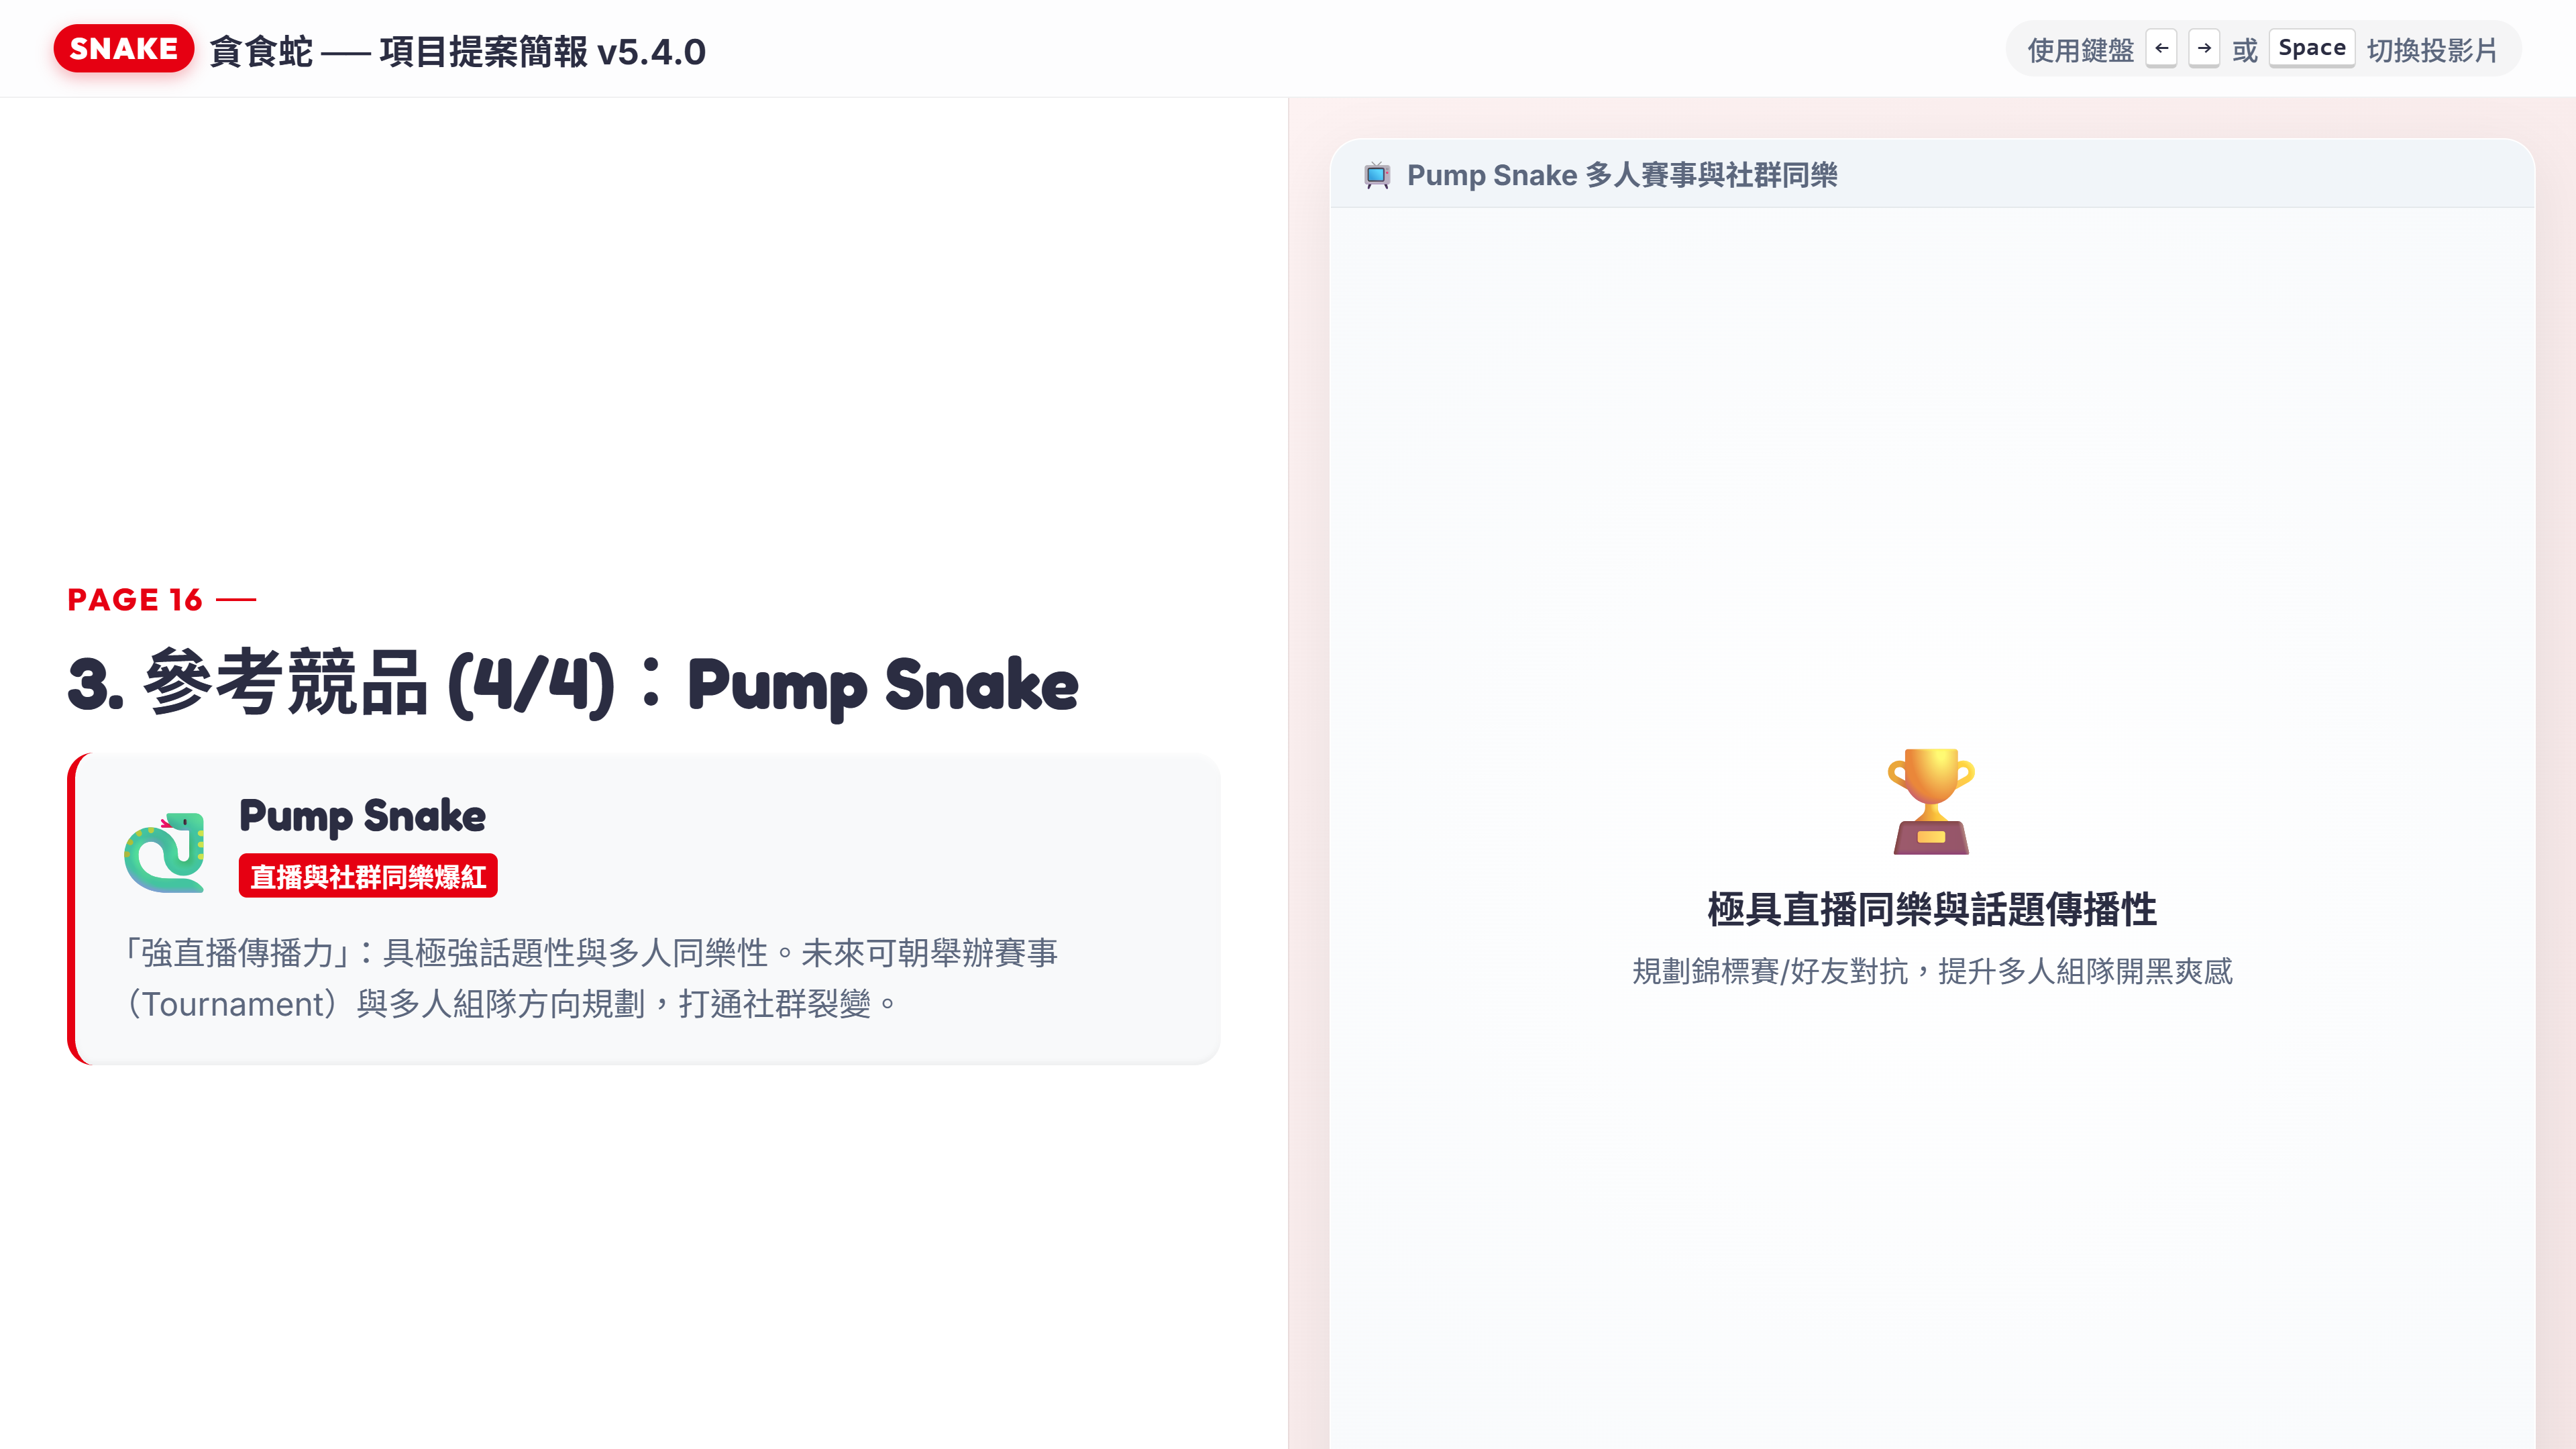 SNAKE 貪食蛇 —— 項目提案簡報 v5.4.0
使用鍵盤 ← → 或 Space 切換投影片
PAGE 16 —
3. 參考競品 (4/4)：Pump Snake
Pump Snake
直播與社群同樂爆紅
「強直播傳播力」：具極強話題性與多人同樂性。未來可朝舉辦賽事
（Tournament）與多人組隊方向規劃，打通社群裂變。
Pump Snake 多人賽事與社群同樂
極具直播同樂與話題傳播性
規劃錦標賽/好友對抗，提升多人組隊開黑爽感